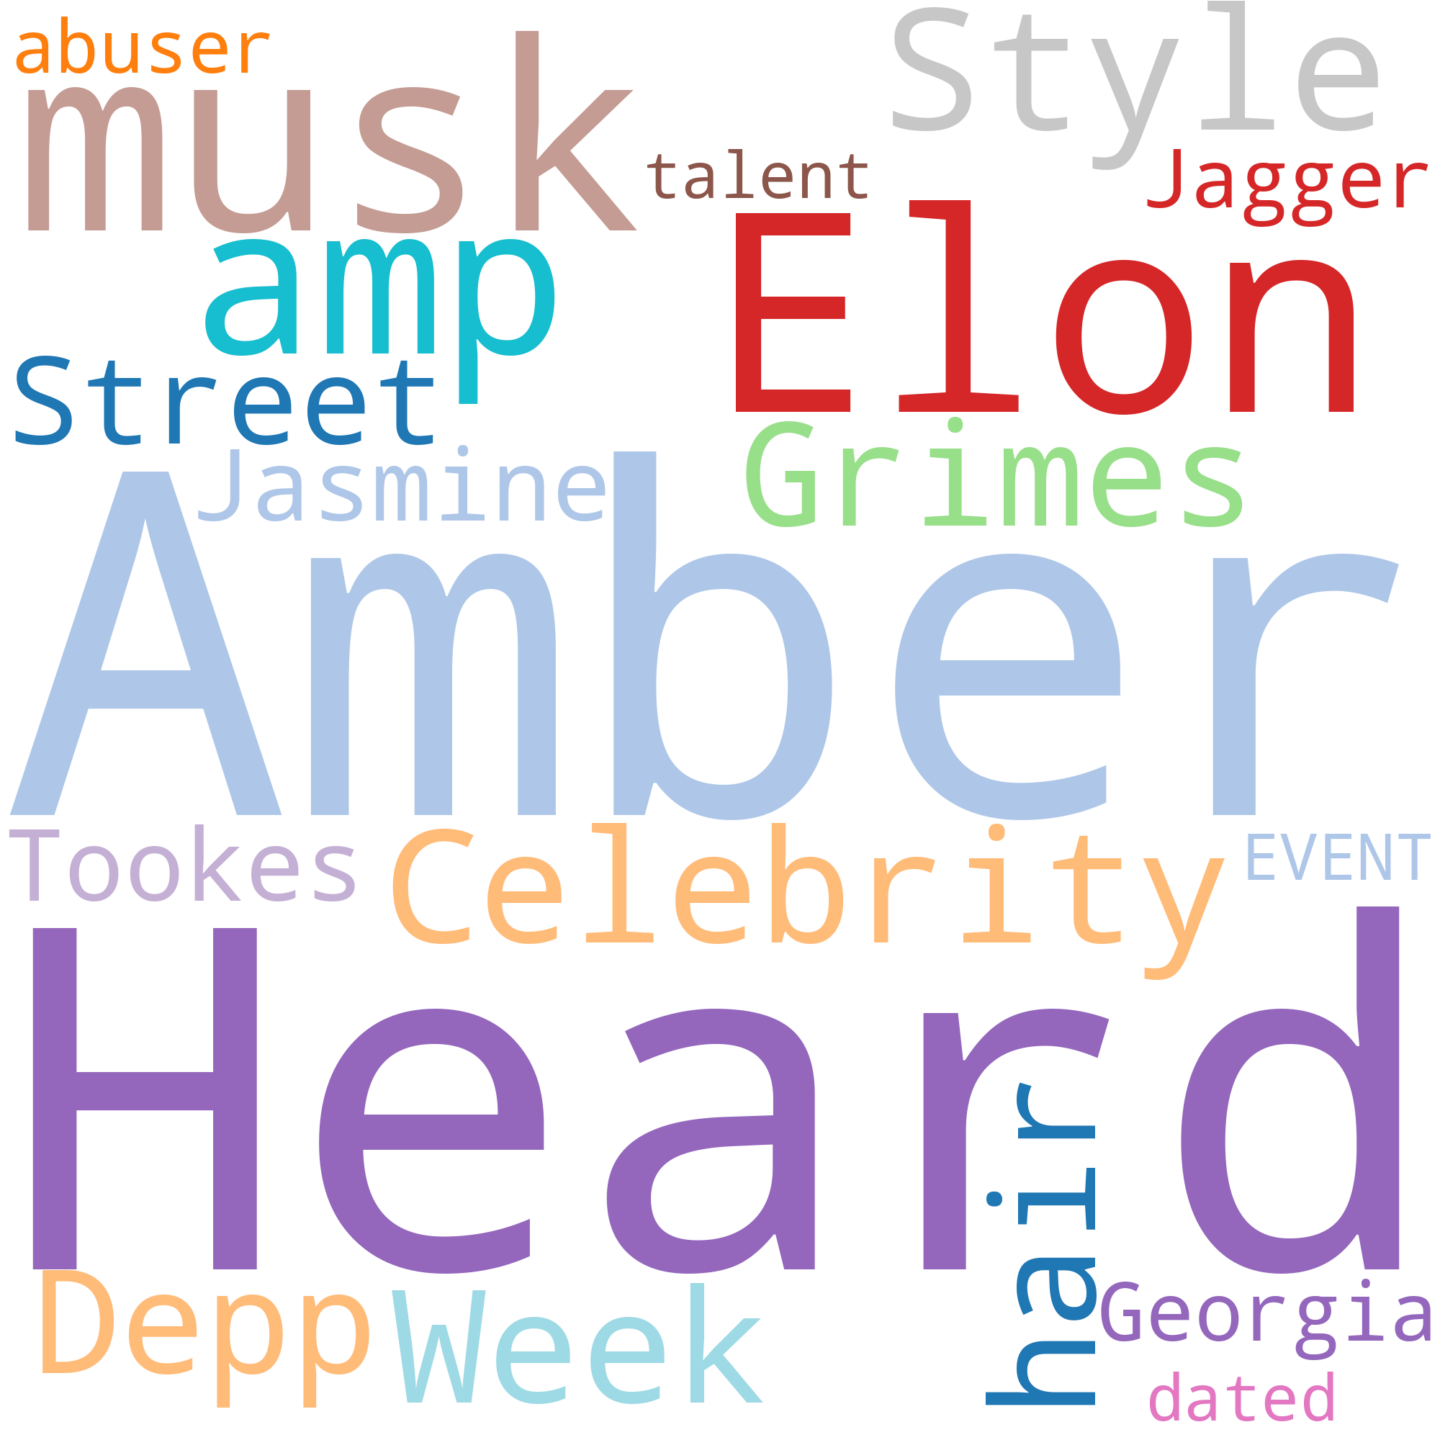 abuser
Style
musk
talent
Jagger
amp
Elon
Street
Grimes
Jasmine
Amber
Tookes
Celebrity
EVENT
Heard
hair
Depp
Week
Georgia
dated